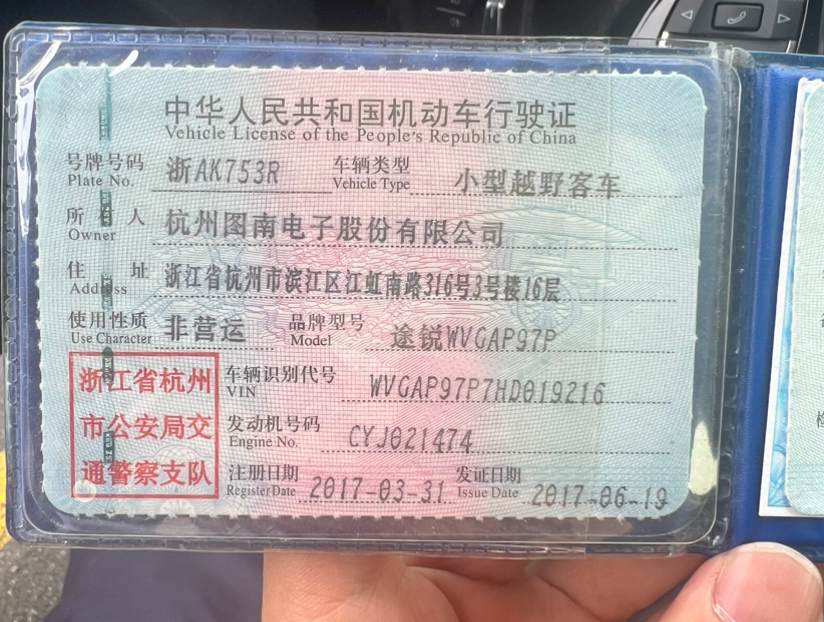 中华人民共和国机动车行驶证
Vehicle License of the People's Republic of China
号牌号码 浙AK753R 车辆类型 小型越野客车
Plate No. Vehicle Type
所有人 杭州图南电子股份有限公司
Owner
住址 浙江省杭州市滨江区江虹南路316号3号楼16层
Address
使用性质 非营运 品牌型号 途锐WVGAP97P
Use Character Model
浙江省杭州 车辆识别代号 WVGAP97P7HD019216
VIN
市公安局交 发动机号码 CYJ021474
Engine No.
通警察支队 注册日期 2017-03-31 发证日期 2017-06-19
Register Date Issue Date